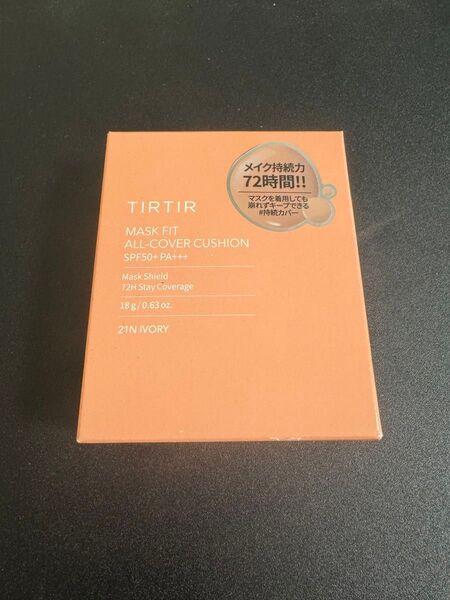 メイク持続力
72時間!!
マスクを着用しても
崩れずキープできる
#持続カバー
TIRTIR
MASK FIT
ALL-COVER CUSHION
SPF50+ PA+++
Mask Shield
72H Stay Coverage
18 g / 0.63 oz.
21N IVORY